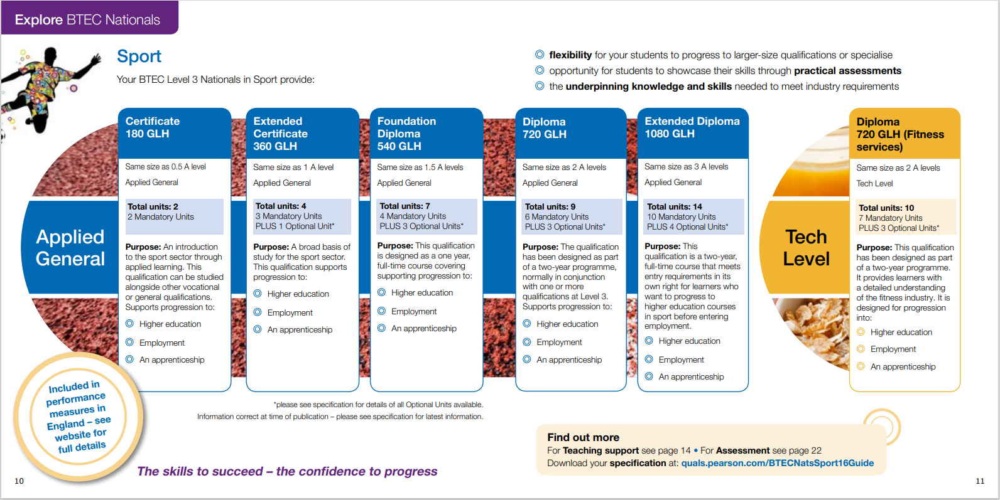 Explore BTEC Nationals
Sport
Your BTEC Level 3 Nationals in Sport provide:
flexibility for your students to progress to larger-size qualifications or specialise
opportunity for students to showcase their skills through practical assessments
the underpinning knowledge and skills needed to meet industry requirements
Applied
General
Certificate
180 GLH
Same size as 0.5 A level
Applied General
Total units: 2
2 Mandatory Units
Purpose: An introduction
to the sport sector through
applied learning. This
qualification can be studied
alongside other vocational
or general qualifications.
Supports progression to:
Higher education
Employment
An apprenticeship
Extended
Certificate
360 GLH
Same size as 1 A level
Applied General
Total units: 4
3 Mandatory Units
PLUS 1 Optional Unit*
Purpose: A broad basis of
study for the sport sector.
This qualification supports
progression to:
Higher education
Employment
An apprenticeship
Foundation
Diploma
540 GLH
Same size as 1.5 A levels
Applied General
Total units: 7
4 Mandatory Units
PLUS 3 Optional Units*
Purpose: This qualification
is designed as a one year,
full-time course covering
supporting progression to:
Higher education
Employment
An apprenticeship
Diploma
720 GLH
Same size as 2 A levels
Applied General
Total units: 9
6 Mandatory Units
PLUS 3 Optional Units*
Purpose: The qualification
has been designed as part
of a two-year programme,
normally in conjunction
with one or more
qualifications at Level 3.
Supports progression to:
Higher education
Employment
An apprenticeship
Extended Diploma
1080 GLH
Same size as 3 A levels
Applied General
Total units: 14
10 Mandatory Units
PLUS 4 Optional Units*
Purpose: This
qualification is a two-year,
full-time course that meets
entry requirements in its
own right for learners who
want to progress to
higher education courses
in sport before entering
employment.
Higher education
Employment
An apprenticeship
Tech
Level
Diploma
720 GLH (Fitness
services)
Same size as 2 A levels
Tech Level
Total units: 10
7 Mandatory Units
PLUS 3 Optional Units*
Purpose: This qualification
has been designed as part
of a two-year programme.
It provides learners with
a detailed understanding
of the fitness industry. It is
designed for progression
into:
Higher education
Employment
An apprenticeship
Included in
performance
measures in
England – see
website for
full details
*please see specification for details of all Optional Units available.
Information correct at time of publication – please see specification for latest information.
The skills to succeed – the confidence to progress
Find out more
For Teaching support see page 14 • For Assessment see page 22
Download your specification at: quals.pearson.com/BTECNatsSport16Guide
10
11